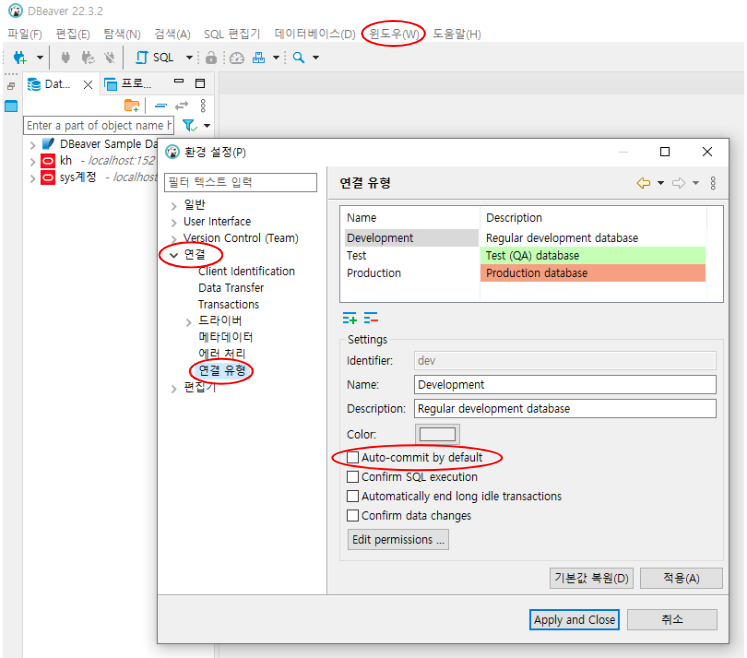 DBeaver 22.3.2
파일(F) 편집(E) 탐색(N) 검색(A) SQL 편집기 데이터베이스(D) 윈도우(W) 도움말(H)
SQL
Dat... 프로...
Enter a part of object name h
DBeaver Sample Da
kh - localhost:152
sys계정 - localhost
환경 설정(P)
필터 텍스트 입력
일반
User Interface
Version Control (Team)
연결
Client Identification
Data Transfer
Transactions
드라이버
메타데이터
에러 처리
연결 유형
편집기
연결 유형
Name Description
Development Regular development database
Test Test (QA) database
Production Production database
Settings
Identifier: dev
Name: Development
Description: Regular development database
Color:
Auto-commit by default
Confirm SQL execution
Automatically end long idle transactions
Confirm data changes
Edit permissions ...
기본값 복원(D) 적용(A)
Apply and Close 취소